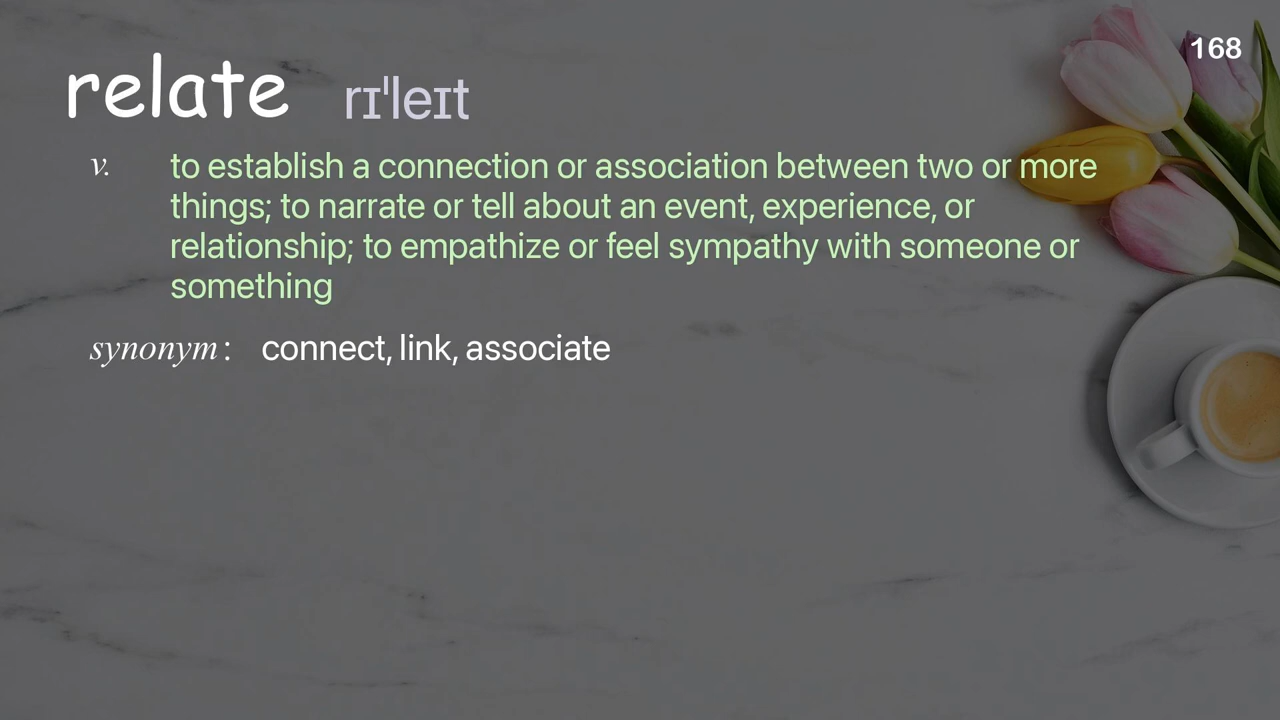 168
relate rɪˈleɪt
v. to establish a connection or association between two or more
things; to narrate or tell about an event, experience, or
relationship; to empathize or feel sympathy with someone or
something
synonym : connect, link, associate